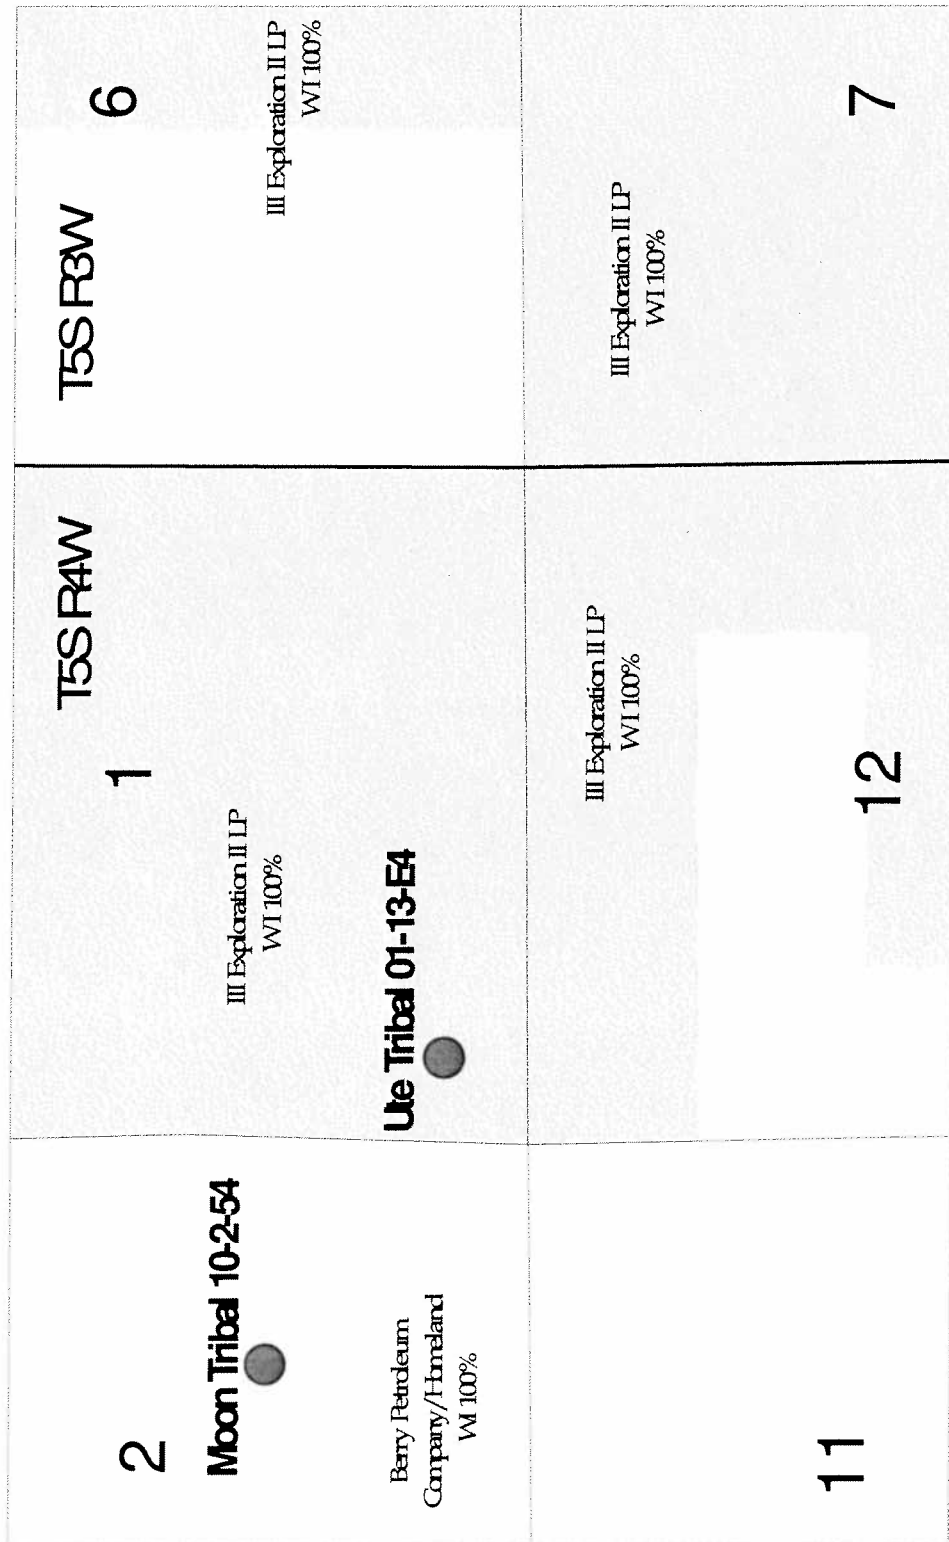 2
Moon Tribal 10-2-54
Berry Petroleum
Company/Homeland
WI 100%
T5S R4W
1
III Exploration II LP
WI 100%
Ute Tribal 01-13-E4
T5S R3W
6
III Exploration II LP
WI 100%
11
III Exploration II LP
WI 100%
12
III Exploration II LP
WI 100%
7